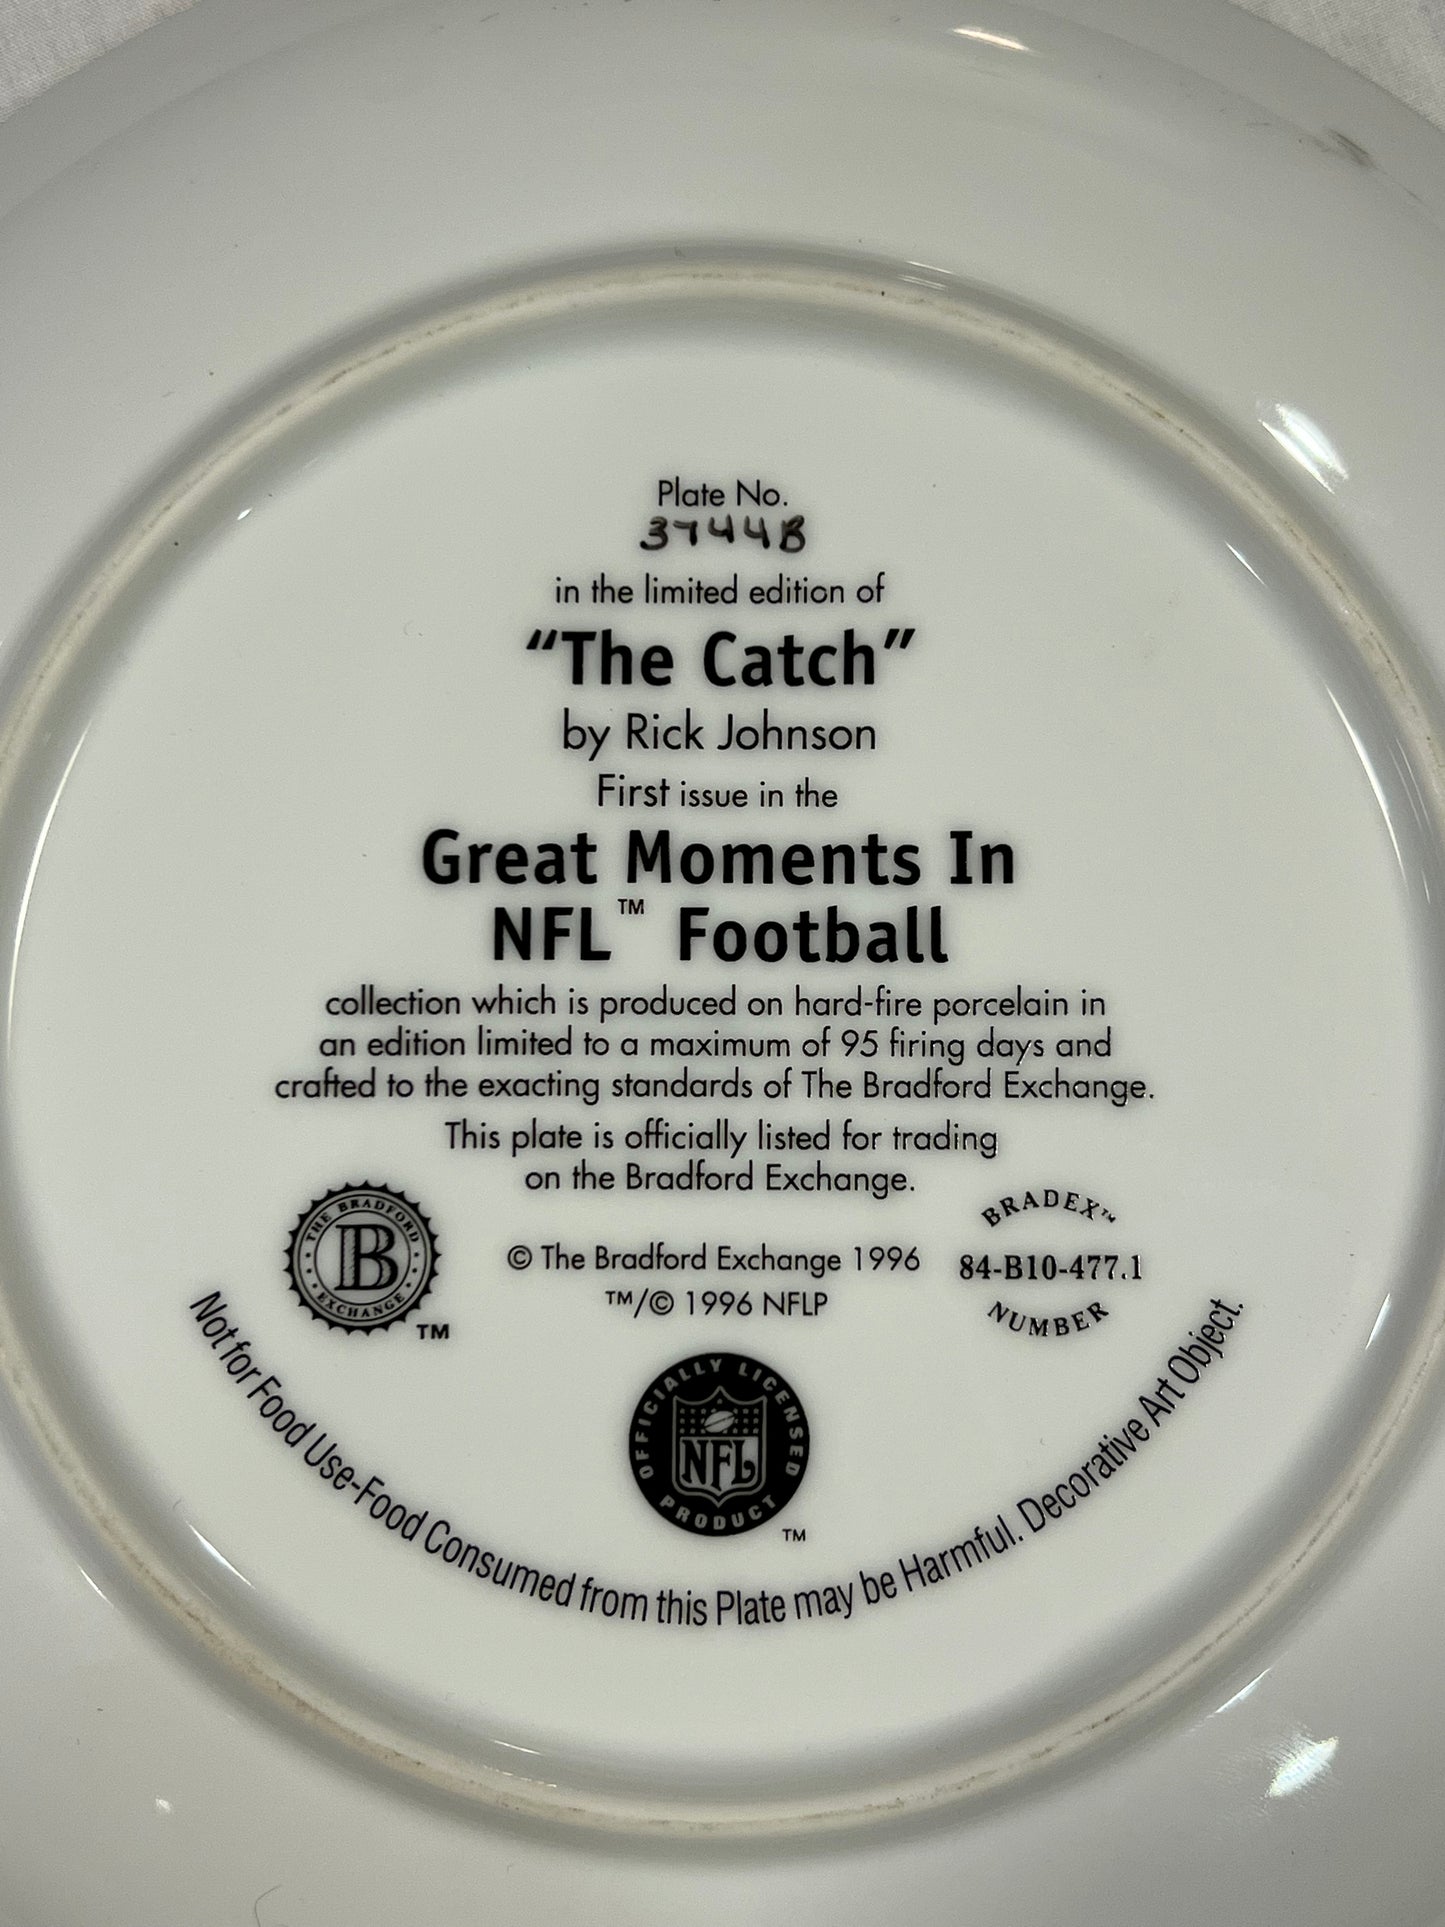 Plate No.
3744B
in the limited edition of
“The Catch”
by Rick Johnson
First issue in the
Great Moments In
NFL™ Football
collection which is produced on hard-fire porcelain in
an edition limited to a maximum of 95 firing days and
crafted to the exacting standards of The Bradford Exchange.
This plate is officially listed for trading
on the Bradford Exchange.
THE BRADFORD
B
EXCHANGE
™
© The Bradford Exchange 1996
™/© 1996 NFLP
BRADEX™
84-B10-477.1
NUMBER
OFFICIALLY LICENSED
NFL
PRODUCT
™
Not for Food Use-Food Consumed from this Plate may be Harmful. Decorative Art Object.